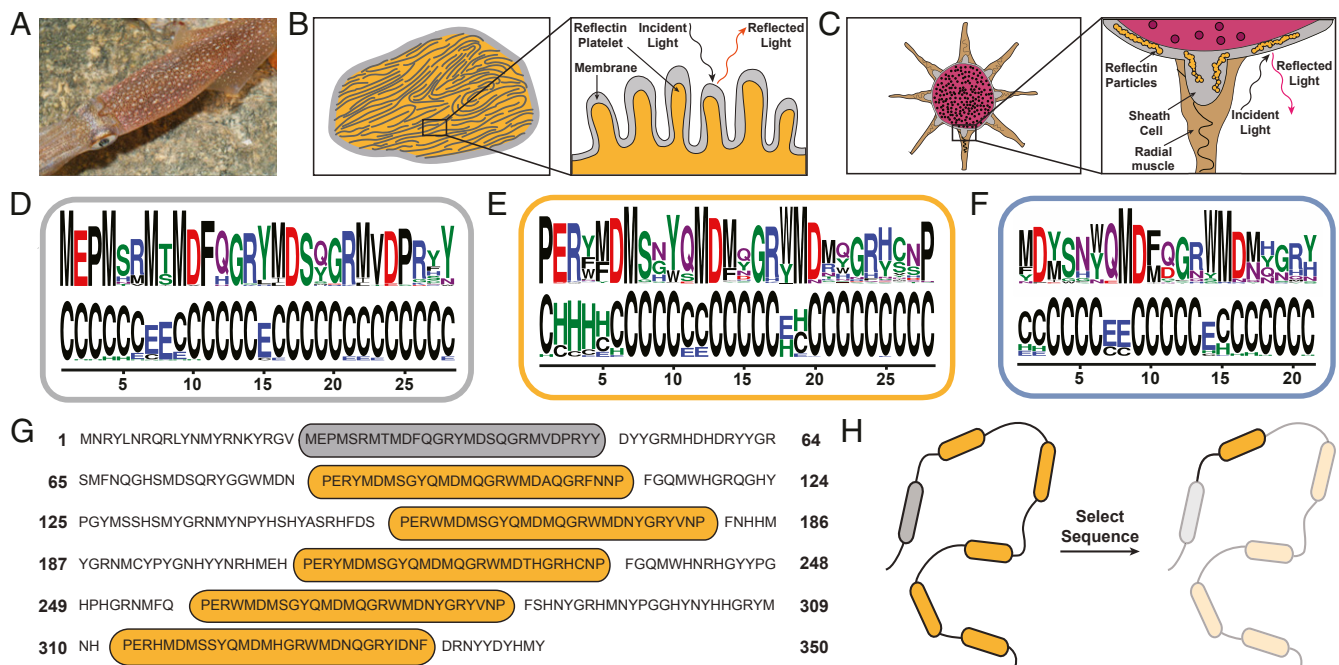 A
B
Reflectin
Platelet
Incident
Light
Reflected
Light
Membrane
C
Reflectin
Particles
Sheath
Cell
Radial
muscle
Incident
Light
Reflected
Light
D
5 10 15 20 25
E
5 10 15 20 25
F
5 10 15 20
G
1 MNRYLNRQRLYNMYRNKYRGV MEPMSRMTMDFQGRYMDSQGRMVDPRYY DYYGRMHDHDRYYGR 64
65 SMFNQGHSMDSQRYGGWMDN PERYMDMSGYQMDMQGRWMDAQGRFNNP FGQMWHGRQGHY 124
125 PGYMSSHSMYGRNMYNPYHSHYASRHFDS PERWMDMSGYQMDMQGRWMDNYGRYVNP FNHHM 186
187 YGRNMCYPYGNHYYNRHMEH PERYMDMSGYQMDMQGRWMDTHGRHCNP FGQMWHNRHGYYPG 248
249 HPHGRNMFQ PERWMDMSGYQMDMQGRWMDNYGRYVNP FSHNYGRHMNYPGGHYNYHHGRYM 309
310 NH PERHMDMSSYQMDMHGRWMDNQGRYIDNF DRNYYDYHMY 350
H
Select
Sequence